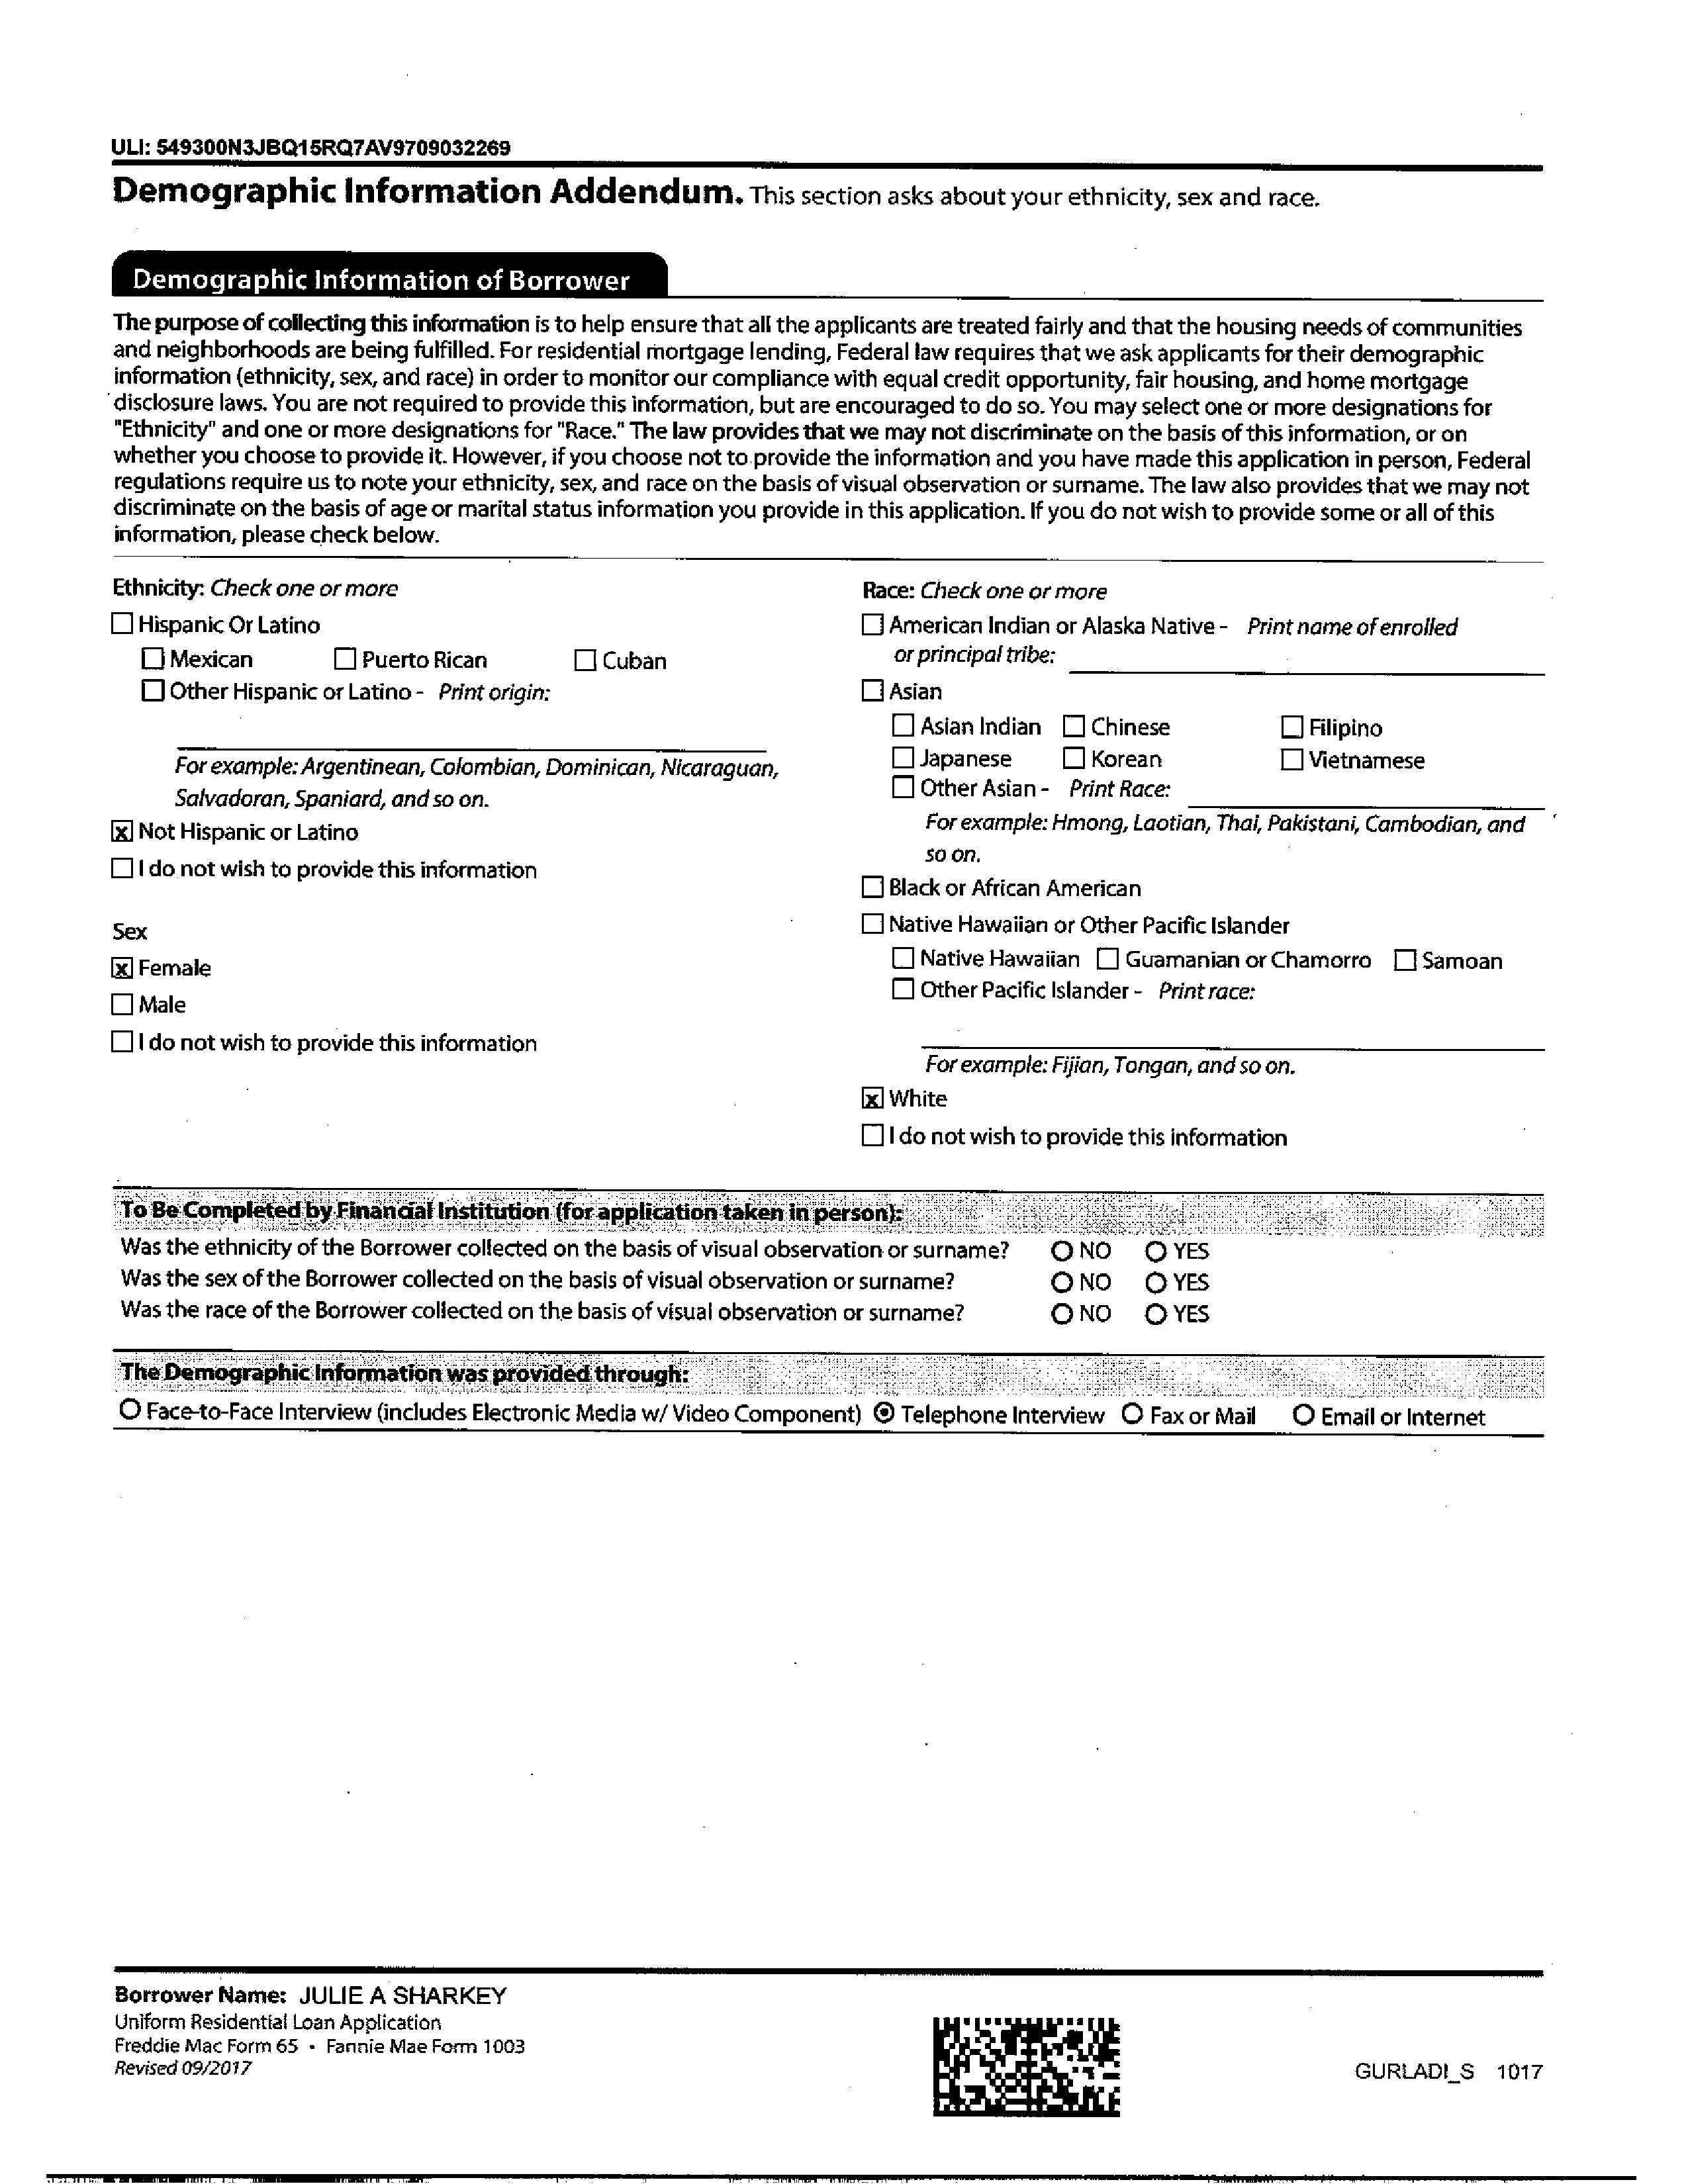 ULI: 549300N3JBQ15RQ7AV9709032269
Demographic Information Addendum. This section asks about your ethnicity, sex and race.
Demographic Information of Borrower
The purpose of collecting this information is to help ensure that all the applicants are treated fairly and that the housing needs of communities
and neighborhoods are being fulfilled. For residential mortgage lending, Federal law requires that we ask applicants for their demographic
information (ethnicity, sex, and race) in order to monitor our compliance with equal credit opportunity, fair housing, and home mortgage
disclosure laws. You are not required to provide this information, but are encouraged to do so. You may select one or more designations for
"Ethnicity" and one or more designations for "Race." The law provides that we may not discriminate on the basis of this information, or on
whether you choose to provide it. However, if you choose not to provide the information and you have made this application in person, Federal
regulations require us to note your ethnicity, sex, and race on the basis of visual observation or surname. The law also provides that we may not
discriminate on the basis of age or marital status information you provide in this application. If you do not wish to provide some or all of this
information, please check below.
Ethnicity: Check one or more
☐ Hispanic Or Latino
☐ Mexican ☐ Puerto Rican ☐ Cuban
☐ Other Hispanic or Latino - Print origin:
For example: Argentinean, Colombian, Dominican, Nicaraguan,
Salvadoran, Spaniard, and so on.
☒ Not Hispanic or Latino
☐ I do not wish to provide this information
Sex
☒ Female
☐ Male
☐ I do not wish to provide this information
Race: Check one or more
☐ American Indian or Alaska Native - Print name of enrolled
or principal tribe:
☐ Asian
☐ Asian Indian ☐ Chinese ☐ Filipino
☐ Japanese ☐ Korean ☐ Vietnamese
☐ Other Asian - Print Race:
For example: Hmong, Laotian, Thai, Pakistani, Cambodian, and
so on.
☐ Black or African American
☐ Native Hawaiian or Other Pacific Islander
☐ Native Hawaiian ☐ Guamanian or Chamorro ☐ Samoan
☐ Other Pacific Islander - Print race:
For example: Fijian, Tongan, and so on.
☒ White
☐ I do not wish to provide this information
To Be Completed by Financial Institution (for application taken in person):
Was the ethnicity of the Borrower collected on the basis of visual observation or surname? ○ NO ○ YES
Was the sex of the Borrower collected on the basis of visual observation or surname? ○ NO ○ YES
Was the race of the Borrower collected on the basis of visual observation or surname? ○ NO ○ YES
The Demographic Information was provided through:
○ Face-to-Face Interview (includes Electronic Media w/ Video Component) ◉ Telephone Interview ○ Fax or Mail ○ Email or Internet
Borrower Name: JULIE A SHARKEY
Uniform Residential Loan Application
Freddie Mac Form 65 • Fannie Mae Form 1003
Revised 09/2017
GURLADI_S 1017